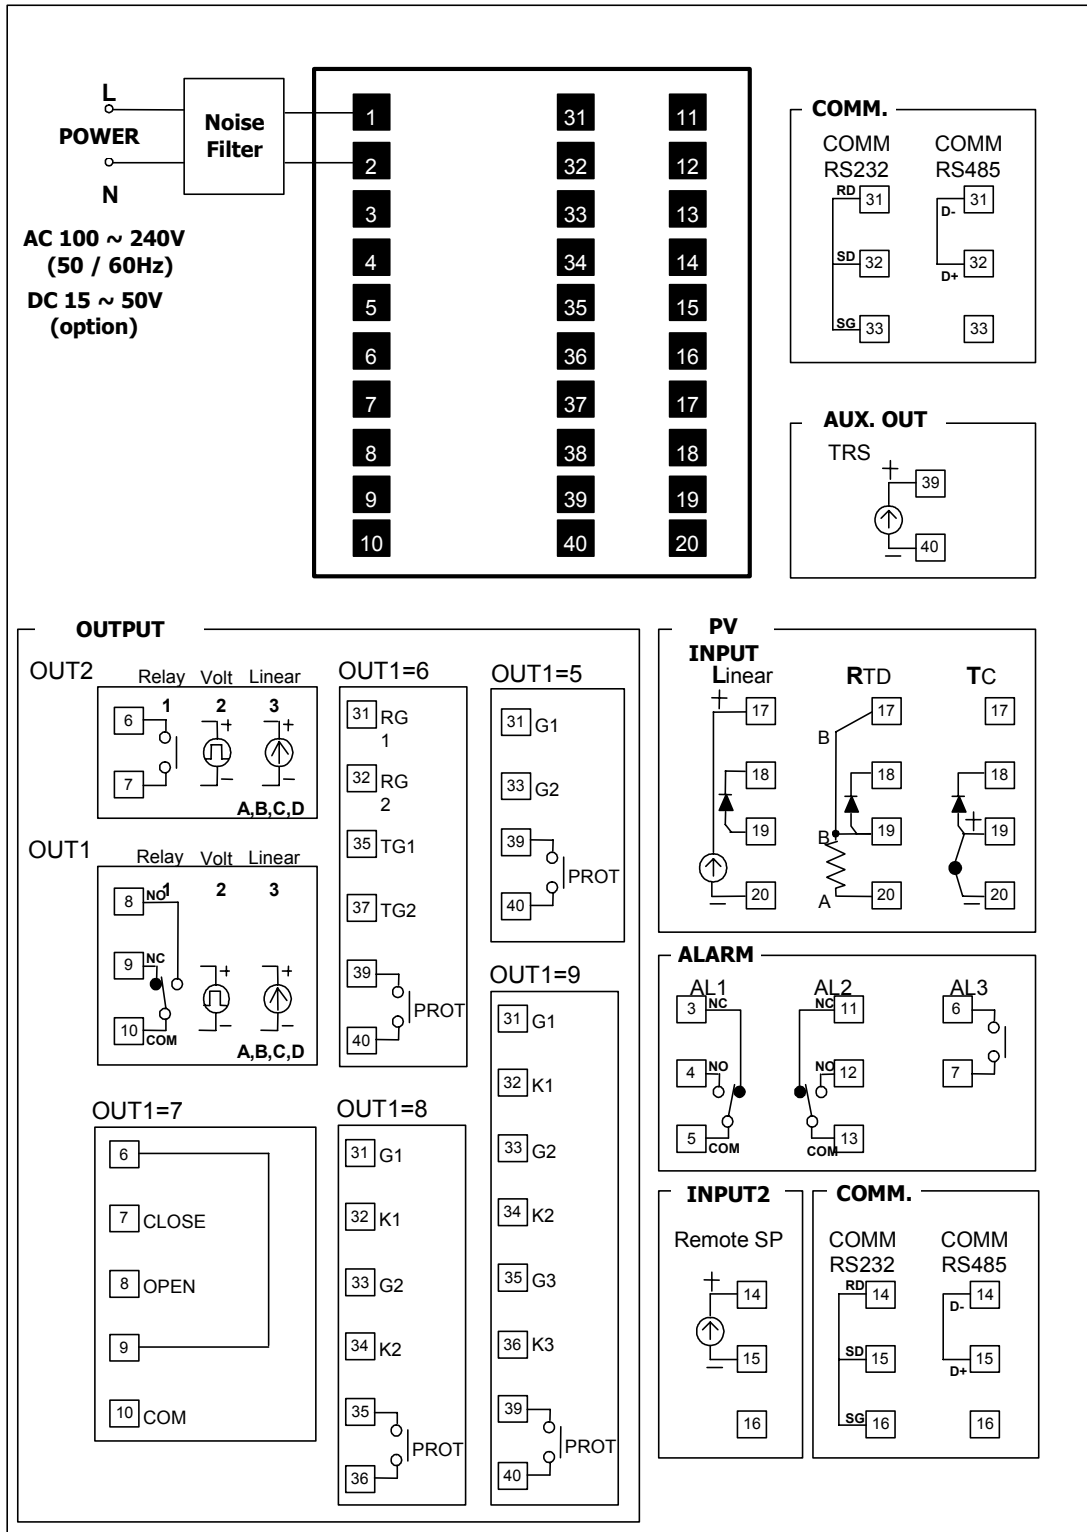 L
POWER
N
Noise
Filter
AC 100 ~ 240V
(50 / 60Hz)
DC 15 ~ 50V
(option)
1 31 11
2 32 12
3 33 13
4 34 14
5 35 15
6 36 16
7 37 17
8 38 18
9 39 19
10 40 20
COMM.
COMM COMM
RS232 RS485
RD 31 31
D-
SD 32 32
D+
SG 33 33
AUX. OUT
TRS
+ 39
— 40
OUTPUT
OUT2
Relay Volt Linear
1 2 3
6 + +
7 — —
A,B,C,D
OUT1
Relay Volt Linear
1 2 3
8 NO
9 NC + +
10 COM — —
A,B,C,D
OUT1=7
6
7 CLOSE
8 OPEN
9
10 COM
OUT1=6
31 RG
1
32 RG
2
35 TG1
37 TG2
39
PROT
40
OUT1=8
31 G1
32 K1
33 G2
34 K2
35
PROT
36
OUT1=5
31 G1
33 G2
39
PROT
40
OUT1=9
31 G1
32 K1
33 G2
34 K2
35 G3
36 K3
39
PROT
40
PV
INPUT
Linear RTD TC
+ 17 17 17
B
18 18 18
19 B 19 + 19
— 20 A 20 — 20
ALARM
AL1 AL2 AL3
3 NC NC 11 6
4 NO NO 12 7
5 COM COM 13
INPUT2
Remote SP
+ 14
— 15
16
COMM.
COMM COMM
RS232 RS485
RD 14 14
D-
SD 15 15
D+
SG 16 16